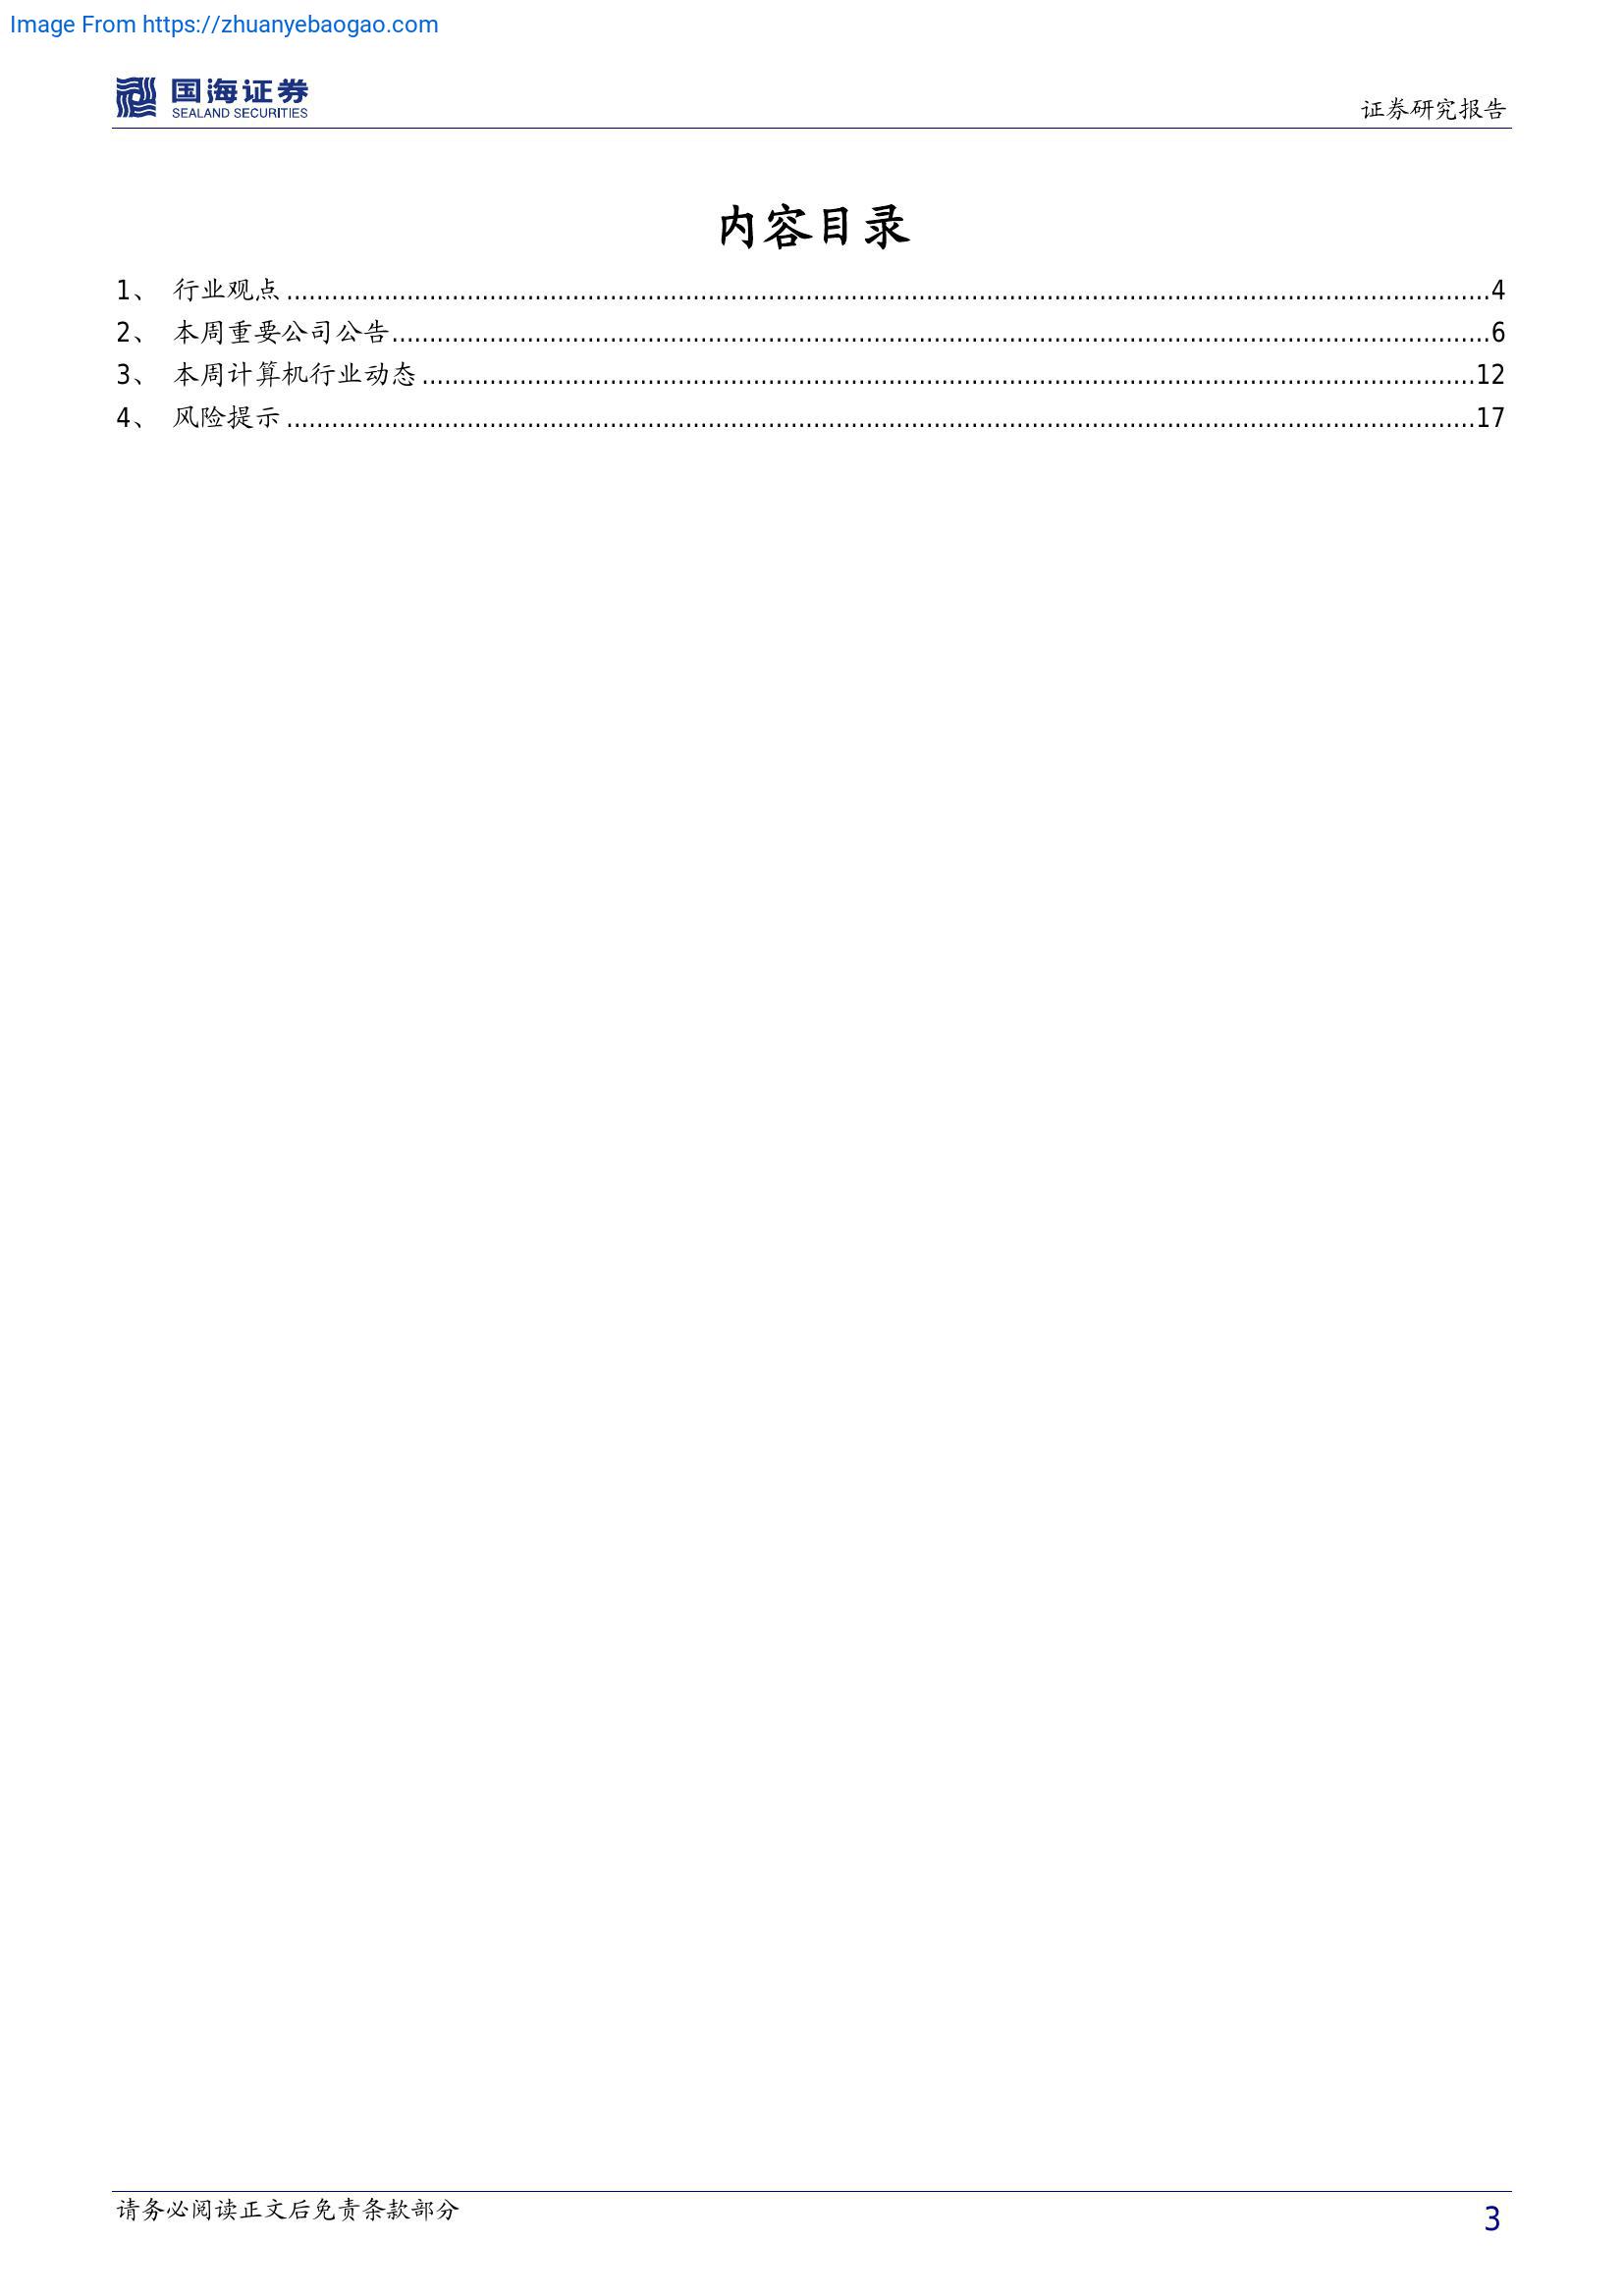 Image From https://zhuanyebaogao.com
国海证券
SEALAND SECURITIES
证券研究报告
内容目录
1、 行业观点........................................................4
2、 本周重要公司公告........................................................6
3、 本周计算机行业动态........................................................12
4、 风险提示........................................................17
请务必阅读正文后免责条款部分
3